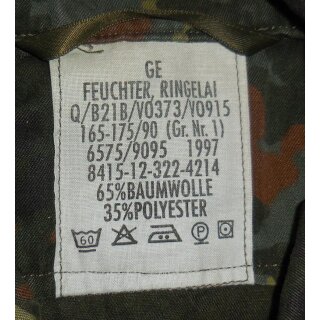 GE
FEUCHTER, RINGELAI
Q/B21B/V0373/V0915
165-175/90 (Gr. Nr. 1)
6575/9095 1997
8415-12-322-4214
65%BAUMWOLLE
35%POLYESTER
60 P